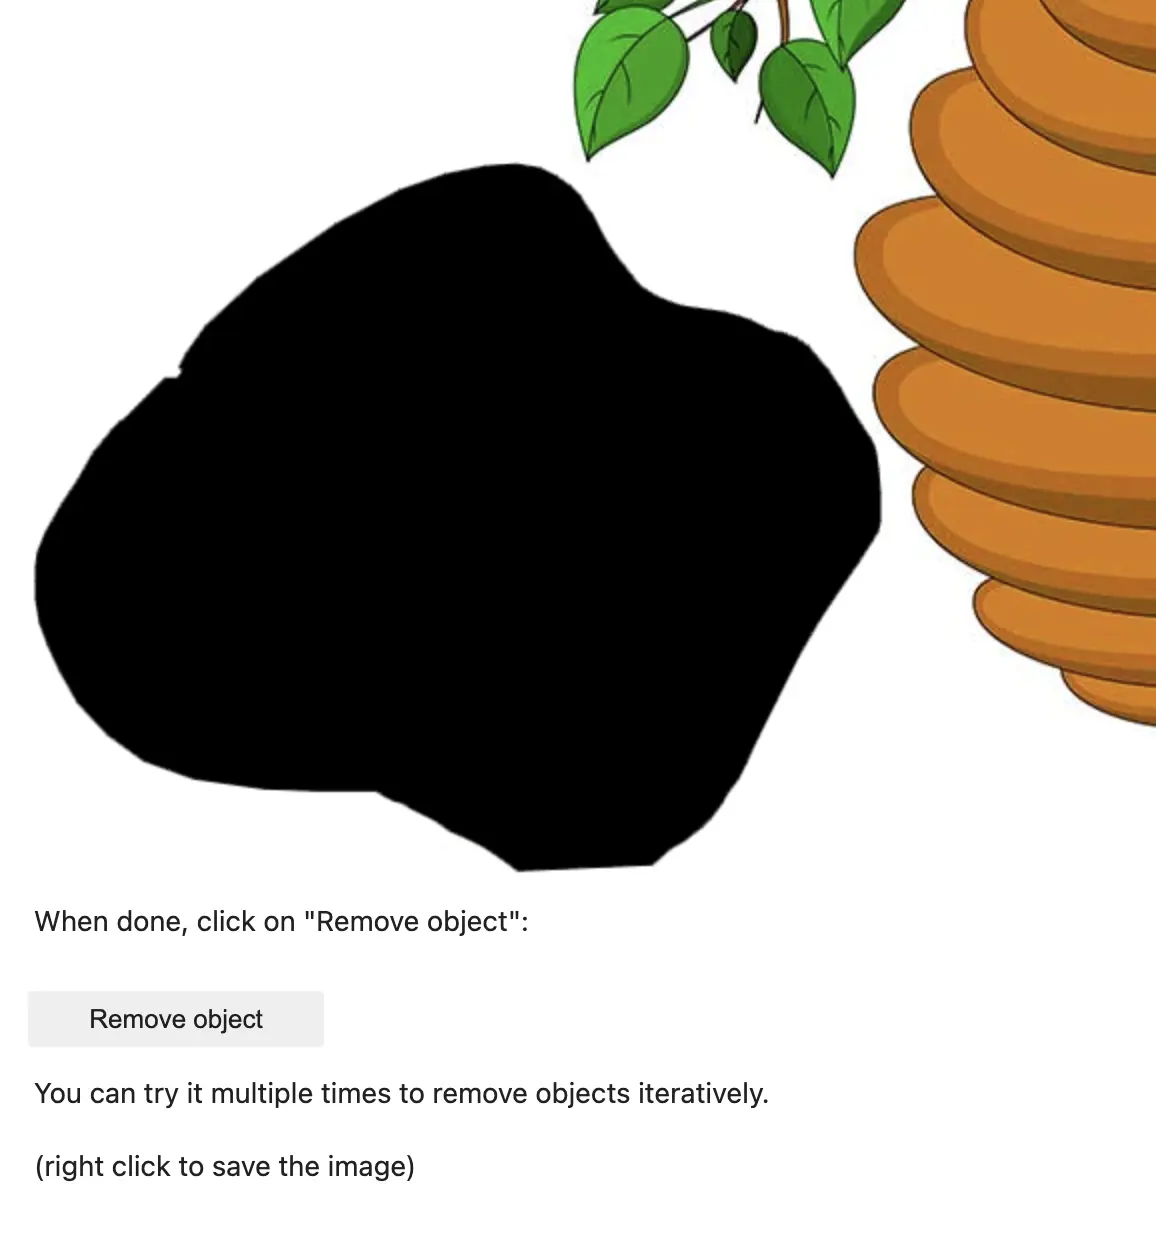 When done, click on "Remove object":
Remove object
You can try it multiple times to remove objects iteratively.
(right click to save the image)